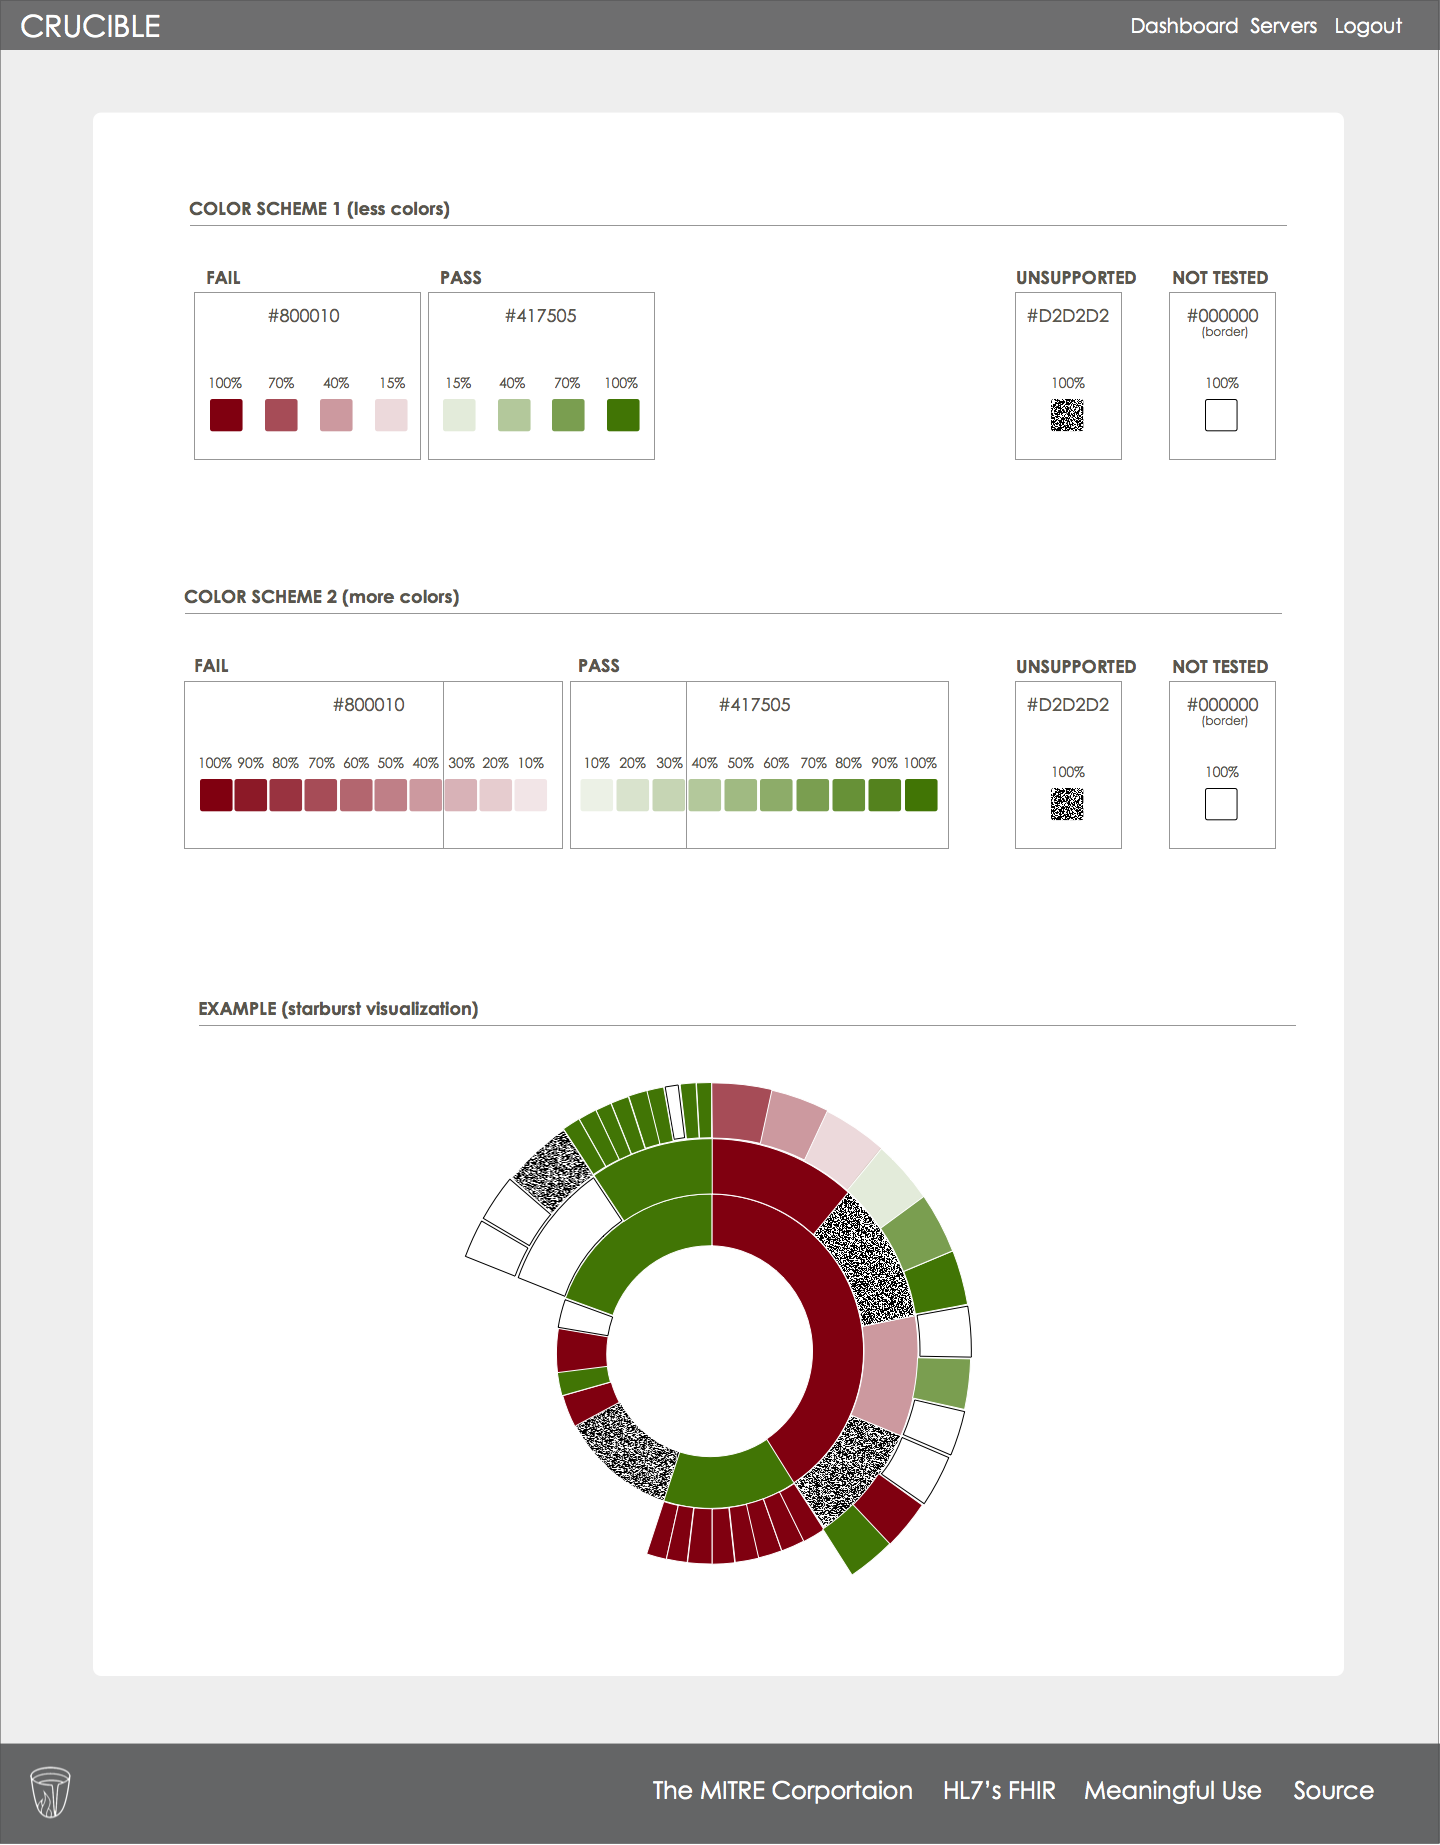 CRUCIBLE
Dashboard Servers Logout
COLOR SCHEME 1 (less colors)
FAIL PASS UNSUPPORTED NOT TESTED
#800010 #417505 #D2D2D2 #000000
(border)
100% 70% 40% 15% 15% 40% 70% 100% 100% 100%
COLOR SCHEME 2 (more colors)
FAIL PASS UNSUPPORTED NOT TESTED
#800010 #417505 #D2D2D2 #000000
(border)
100% 90% 80% 70% 60% 50% 40% 30% 20% 10% 10% 20% 30% 40% 50% 60% 70% 80% 90% 100% 100% 100%
EXAMPLE (starburst visualization)
The MITRE Corportaion HL7's FHIR Meaningful Use Source